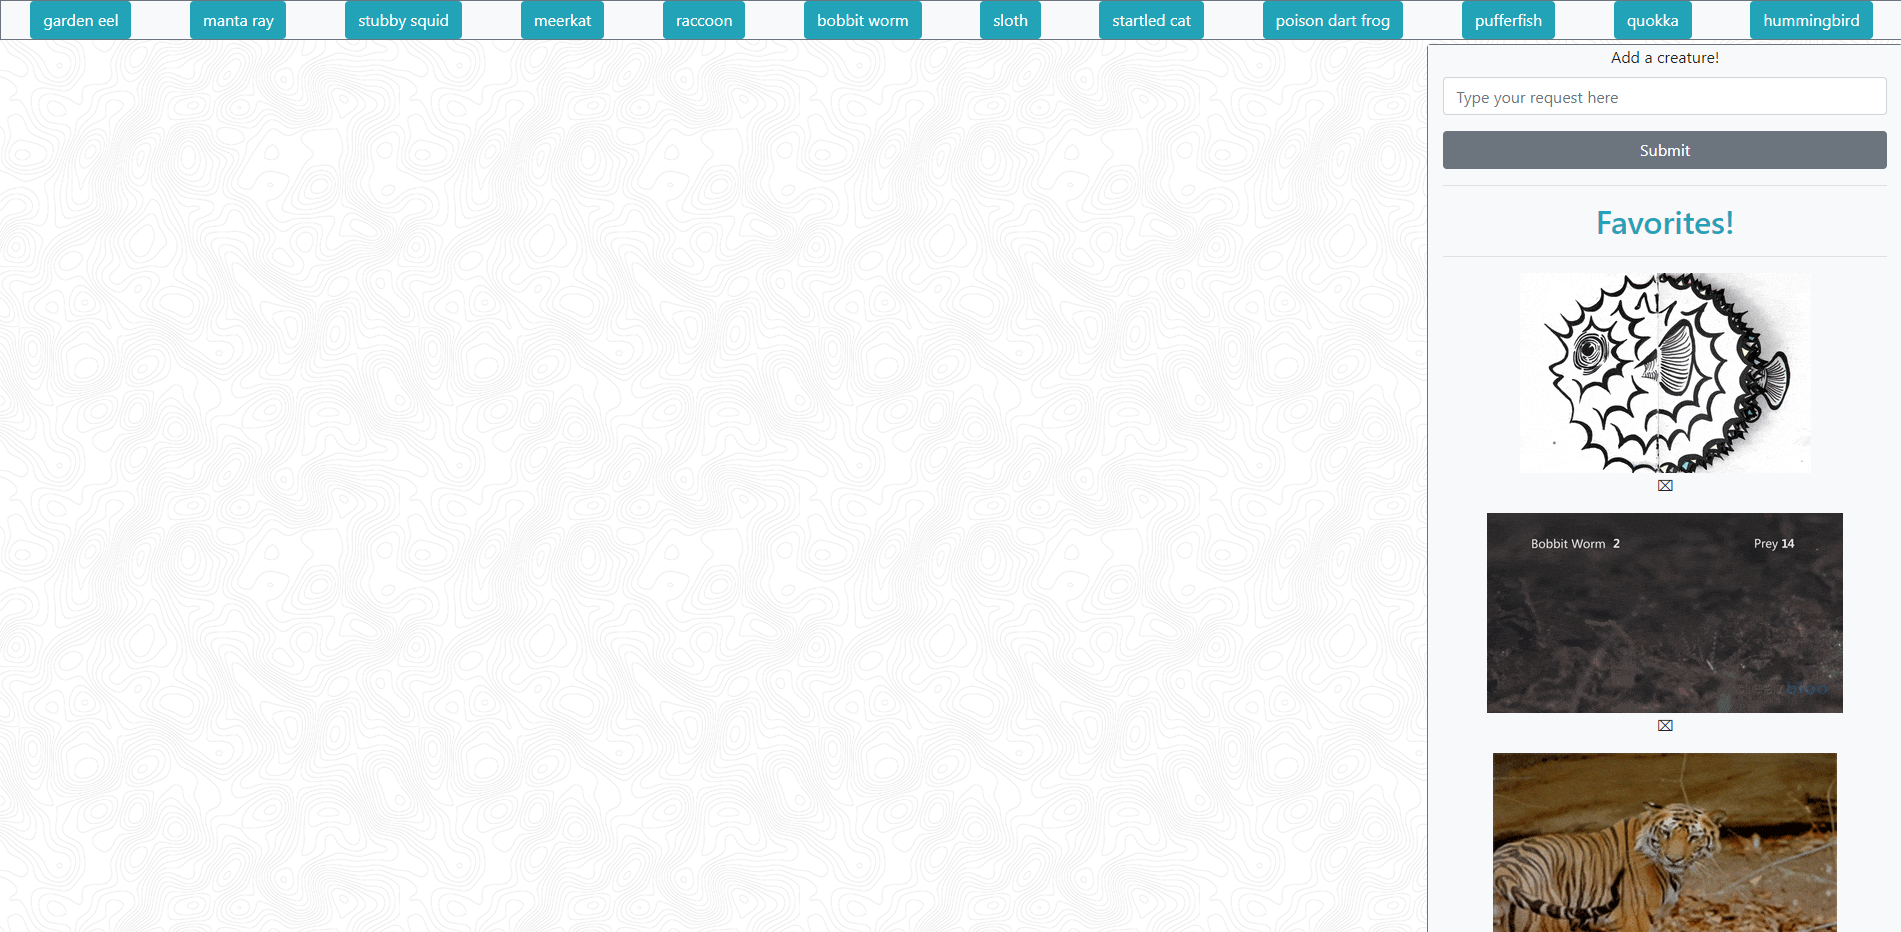 garden eel manta ray stubby squid meerkat raccoon bobbit worm sloth startled cat poison dart frog pufferfish quokka hummingbird
Add a creature!
Type your request here
Submit
Favorites!
Bobbit Worm 2 Prey 14